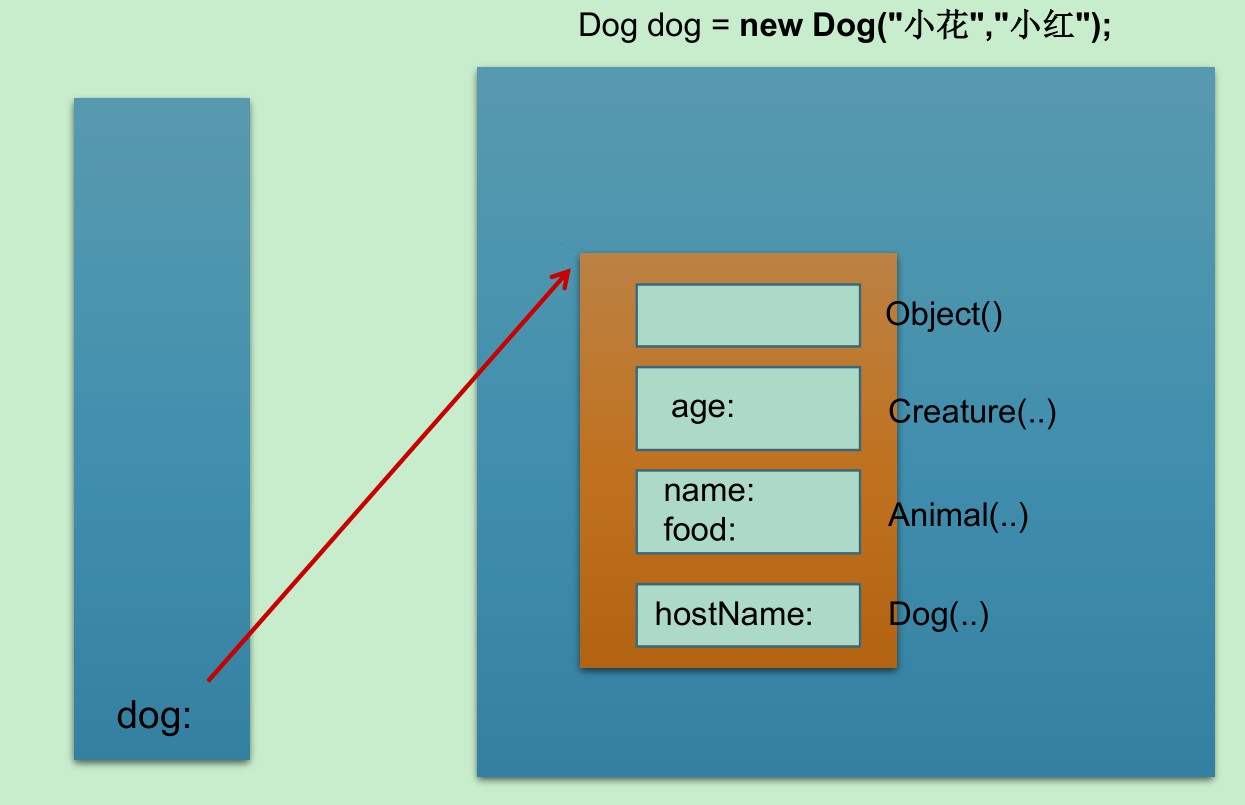 Dog dog = new Dog("小花","小红");
Object()
age:
Creature(..)
name:
food:
Animal(..)
hostName:
Dog(..)
dog: